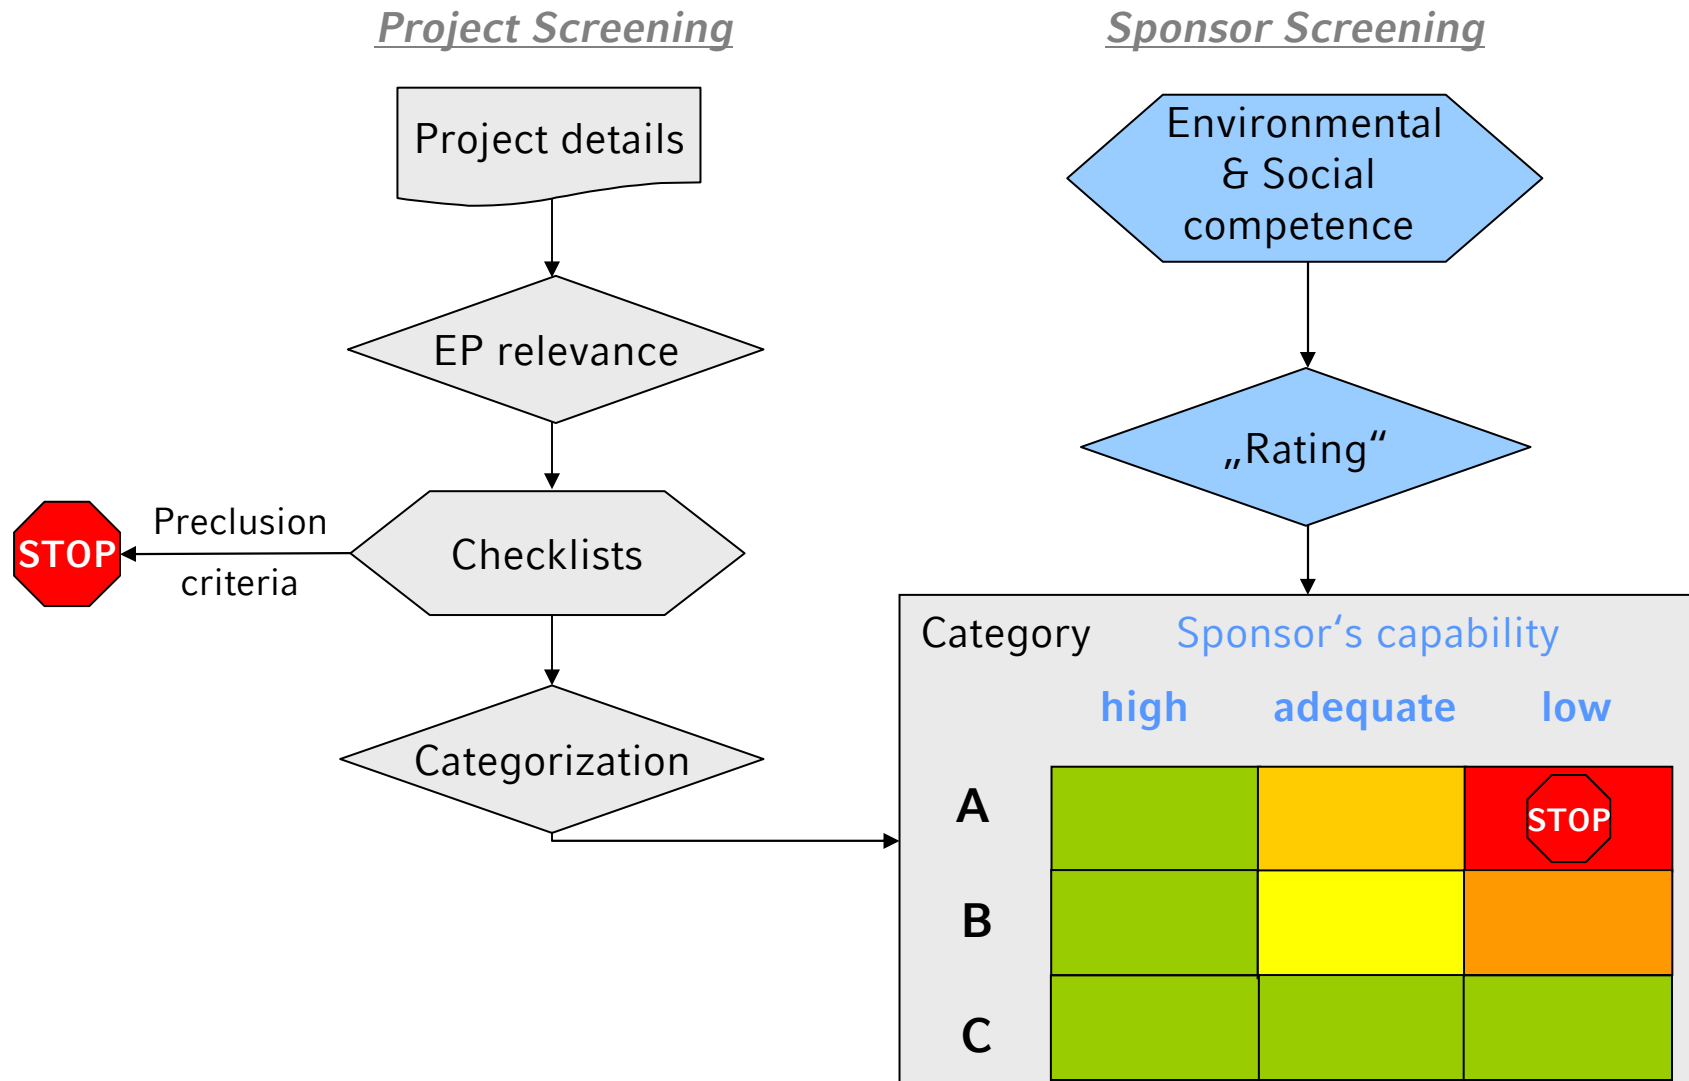 Project Screening
Project details
EP relevance
Checklists
Preclusion
criteria
STOP
Categorization
Sponsor Screening
Environmental
& Social
competence
„Rating“
Category Sponsor‘s capability
high adequate low
A STOP
B
C